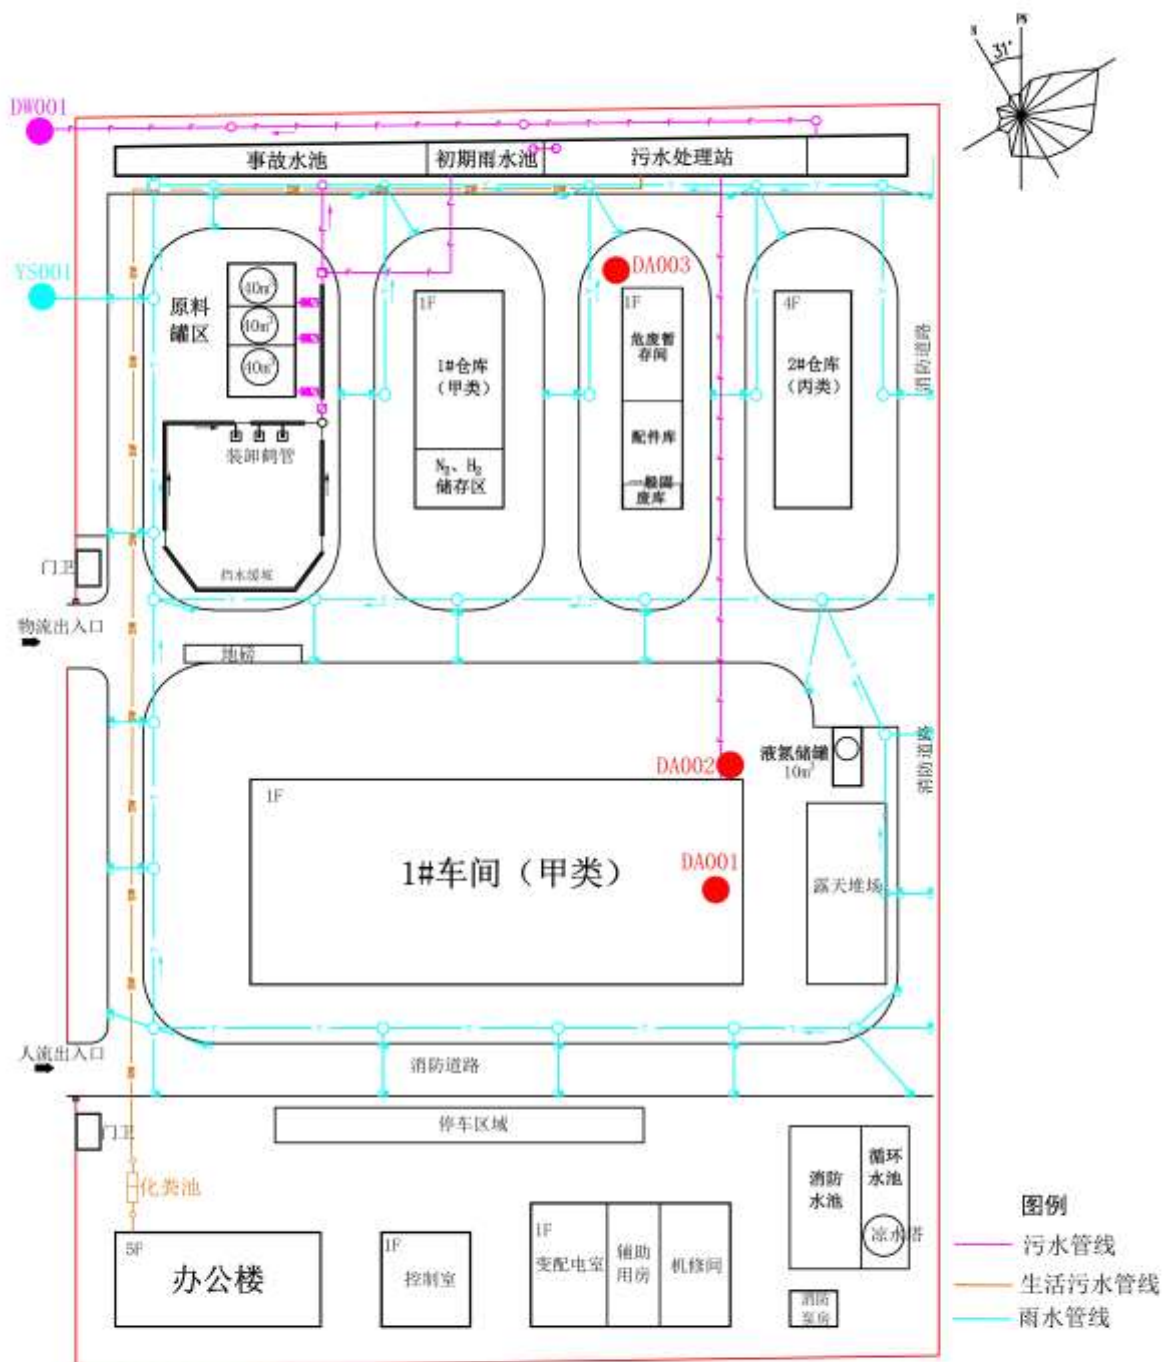 N
31°
DW001
事故水池
初期雨水池
污水处理站
YS001
DA003
原料
罐区
40m³
40m³
40m³
1F
1#仓库
(甲类)
N₂、H₂
储存区
1F
危废暂
存间
配件库
一般固
废库
4F
2#仓库
(丙类)
消防道路
装卸鹤管
挡水缓坡
门卫
物流出入口
地磅
DA002
液氮储罐
10m³
消防道路
1F
1#车间（甲类）
DA001
露天堆场
人流出入口
消防道路
门卫
停车区域
化粪池
消防
水池
循环
水池
凉水塔
5F
办公楼
1F
控制室
1F
变配电室
辅助
用房
机修间
消防
泵房
图例
污水管线
生活污水管线
雨水管线